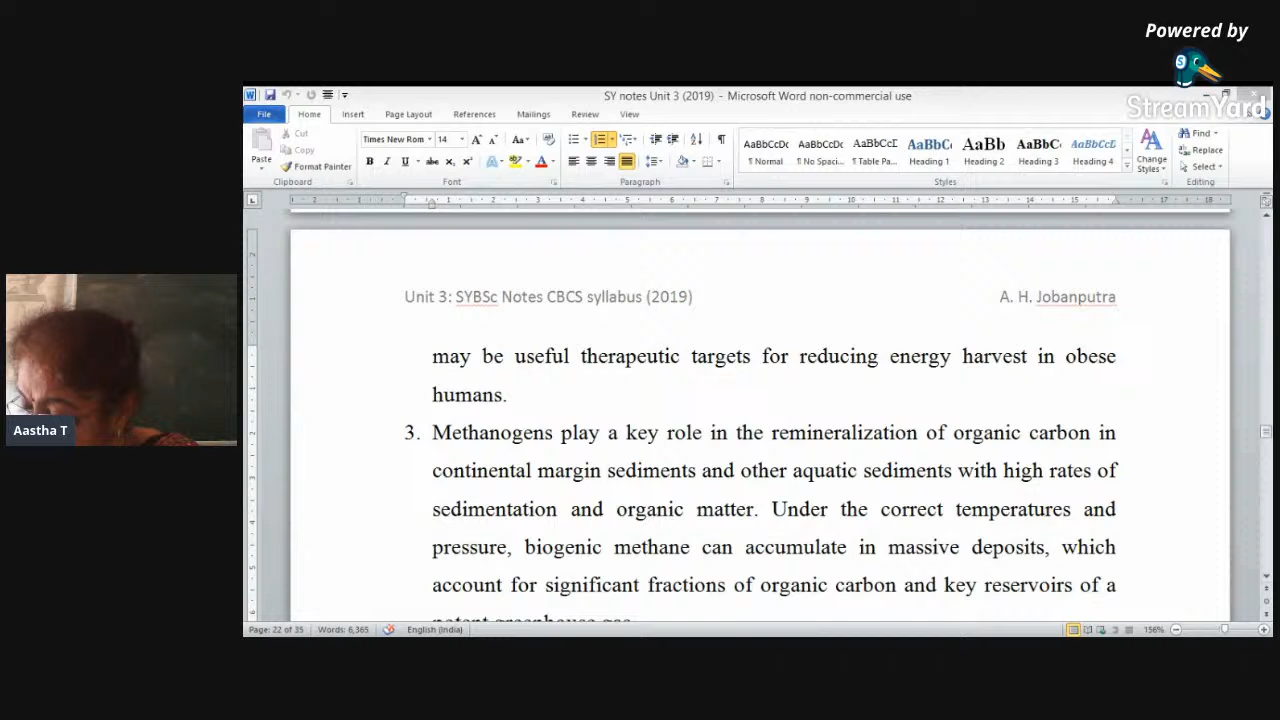 Powered by
StreamYard
SY notes Unit 3 (2019) - Microsoft Word non-commercial use
File Home Insert Page Layout References Mailings Review View
Paste
Cut
Copy
Format Painter
Clipboard
Times New Rom 14
Font
Paragraph
AaBbCcDc AaBbCcDc AaBbCcD AaBbC AaBb AaBbC AaBbCcD
¶ Normal ¶ No Spaci... ¶ Table Pa... Heading 1 Heading 2 Heading 3 Heading 4
Change Styles
Styles
Find
Replace
Select
Editing
Unit 3: SYBSc Notes CBCS syllabus (2019) A. H. Jobanputra
may be useful therapeutic targets for reducing energy harvest in obese
humans.
3. Methanogens play a key role in the remineralization of organic carbon in
continental margin sediments and other aquatic sediments with high rates of
sedimentation and organic matter. Under the correct temperatures and
pressure, biogenic methane can accumulate in massive deposits, which
account for significant fractions of organic carbon and key reservoirs of a
potent greenhouse gas.
Aastha T
Page: 22 of 35 Words: 6,365 English (India) 156%